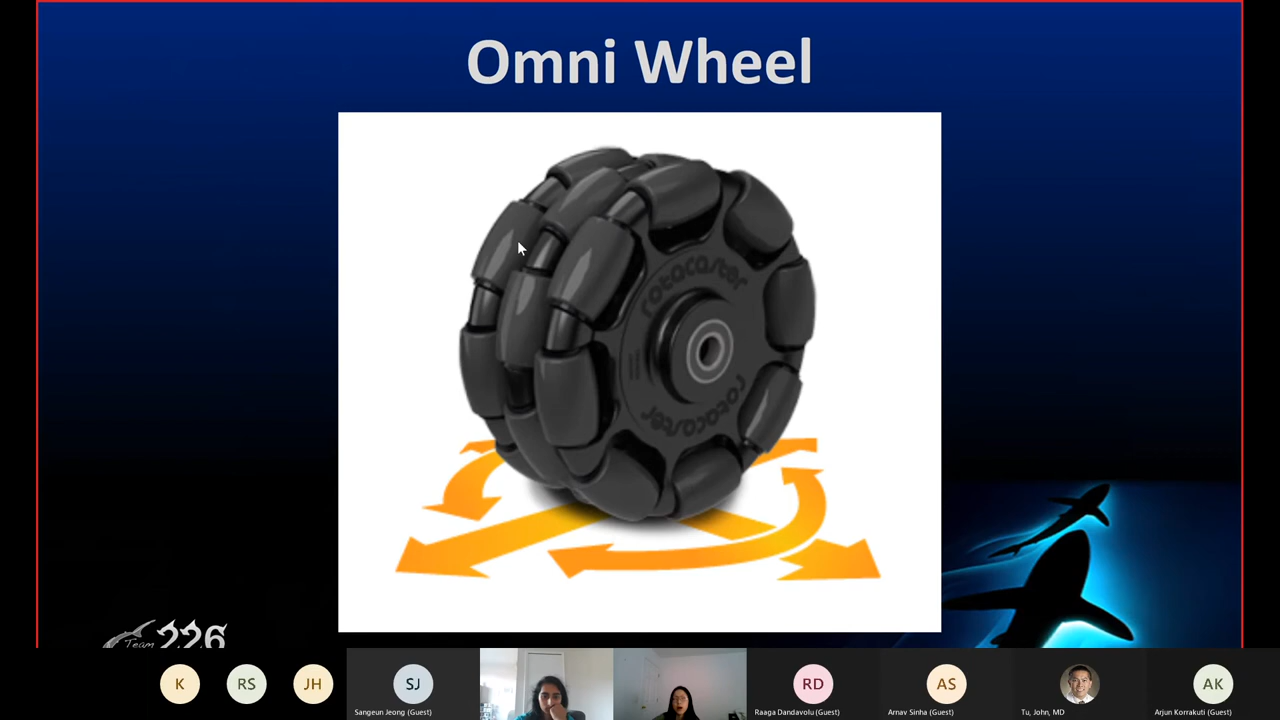 Omni Wheel
rotacaster
rotacaster
Team 226
K
RS
JH
SJ
RD
AS
AK
Sangeun Jeong (Guest)
Raaga Dandavolu (Guest)
Arnav Sinha (Guest)
Tu, John, MD
Arjun Korrakuti (Guest)